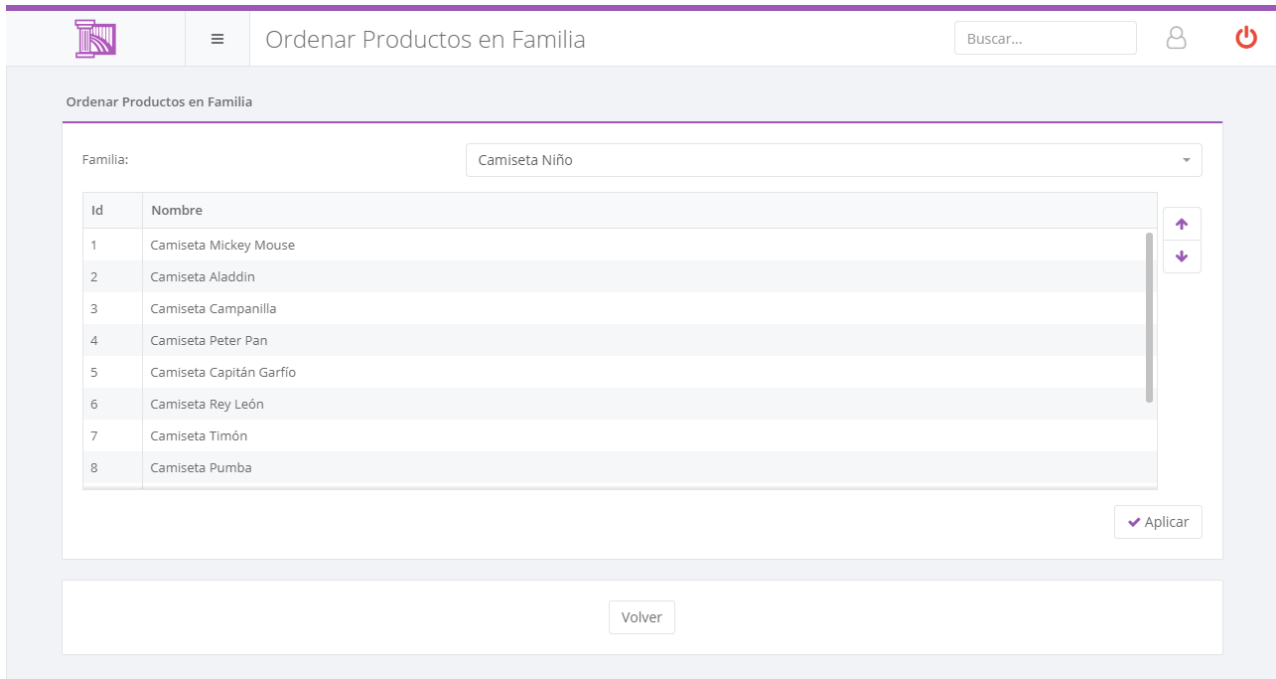 Ordenar Productos en Familia
Buscar...
Ordenar Productos en Familia
Familia:
Camiseta Niño
Id Nombre
1 Camiseta Mickey Mouse
2 Camiseta Aladdin
3 Camiseta Campanilla
4 Camiseta Peter Pan
5 Camiseta Capitán Garfío
6 Camiseta Rey León
7 Camiseta Timón
8 Camiseta Pumba
Aplicar
Volver